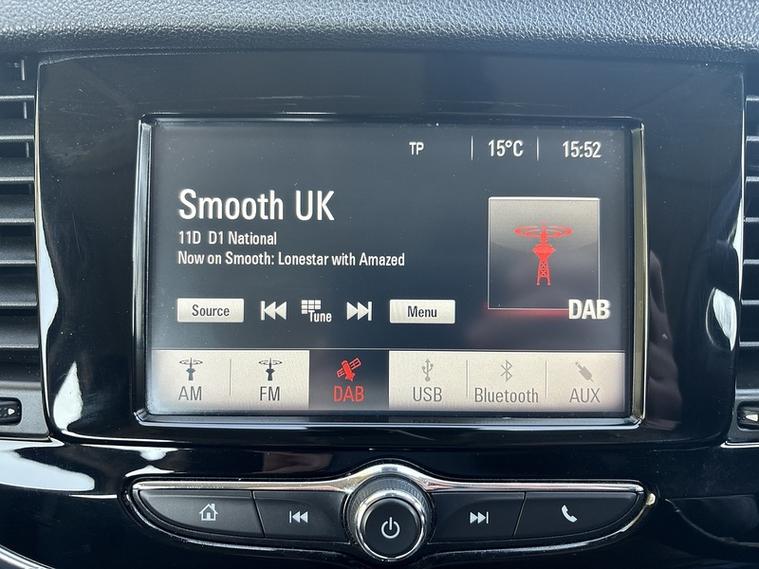 TP 15°C 15:52
Smooth UK
11D D1 National
Now on Smooth: Lonestar with Amazed
DAB
Source Tune Menu
AM FM DAB USB Bluetooth AUX